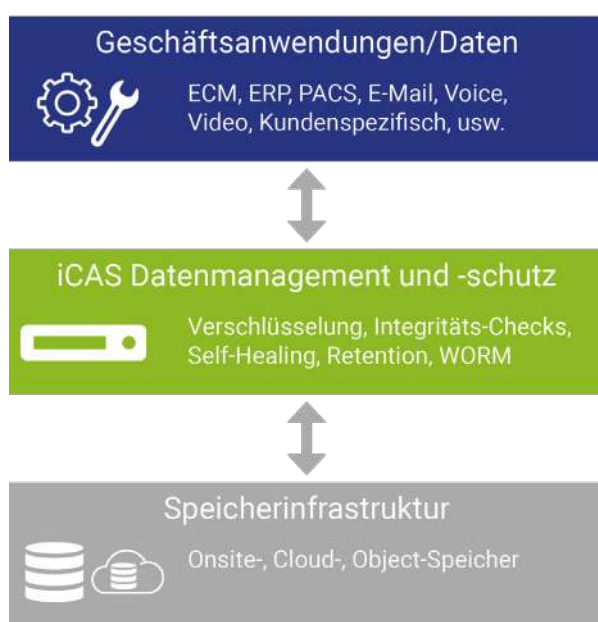 Geschäftsanwendungen/Daten
ECM, ERP, PACS, E-Mail, Voice,
Video, Kundenspezifisch, usw.
iCAS Datenmanagement und -schutz
Verschlüsselung, Integritäts-Checks,
Self-Healing, Retention, WORM
Speicherinfrastruktur
Onsite-, Cloud-, Object-Speicher